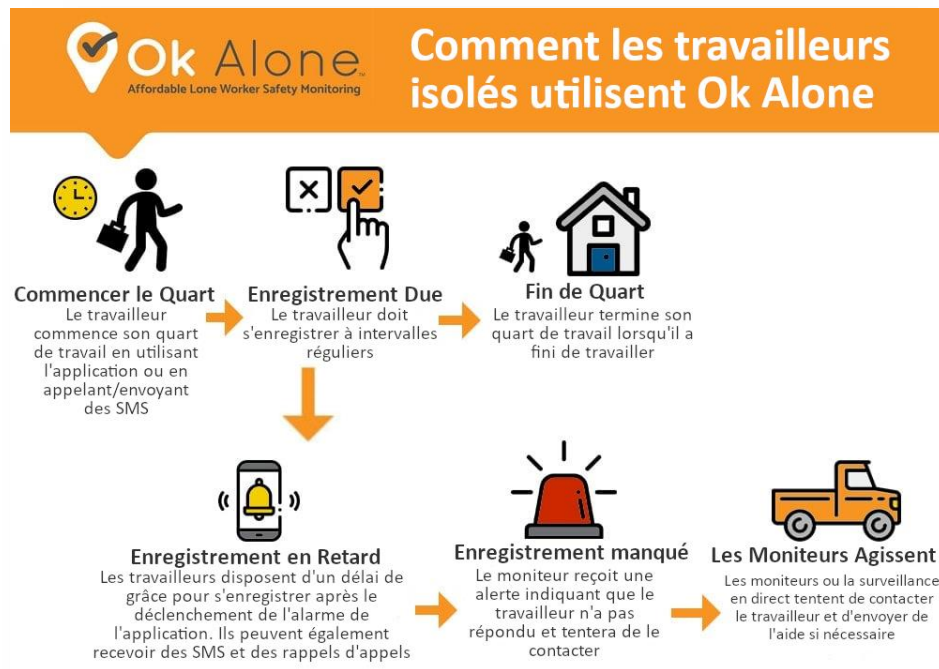 Ok Alone
Affordable Lone Worker Safety Monitoring
Comment les travailleurs
isolés utilisent Ok Alone
Commencer le Quart
Le travailleur
commence son quart
de travail en utilisant
l'application ou en
appelant/envoyant
des SMS
Enregistrement Due
Le travailleur doit
s'enregistrer à intervalles
réguliers
Fin de Quart
Le travailleur termine son
quart de travail lorsqu'il a
fini de travailler
Enregistrement en Retard
Les travailleurs disposent d'un délai de
grâce pour s'enregistrer après le
déclenchement de l'alarme de
l'application. Ils peuvent également
recevoir des SMS et des rappels d'appels
Enregistrement manqué
Le moniteur reçoit une
alerte indiquant que le
travailleur n'a pas
répondu et tentera de le
contacter
Les Moniteurs Agissent
Les moniteurs ou la surveillance
en direct tentent de contacter
le travailleur et d'envoyer de
l'aide si nécessaire